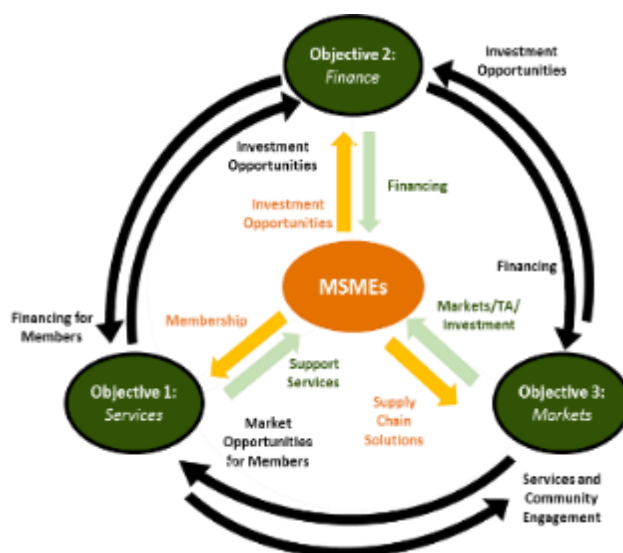 Objective 2:
Finance
Investment
Opportunities
Investment
Opportunities
Investment
Opportunities
Financing
MSMEs
Financing
Financing for
Members
Membership
Markets/TA/
Investment
Support
Services
Objective 1:
Services
Objective 3:
Markets
Supply
Chain
Solutions
Market
Opportunities
for Members
Services and
Community
Engagement